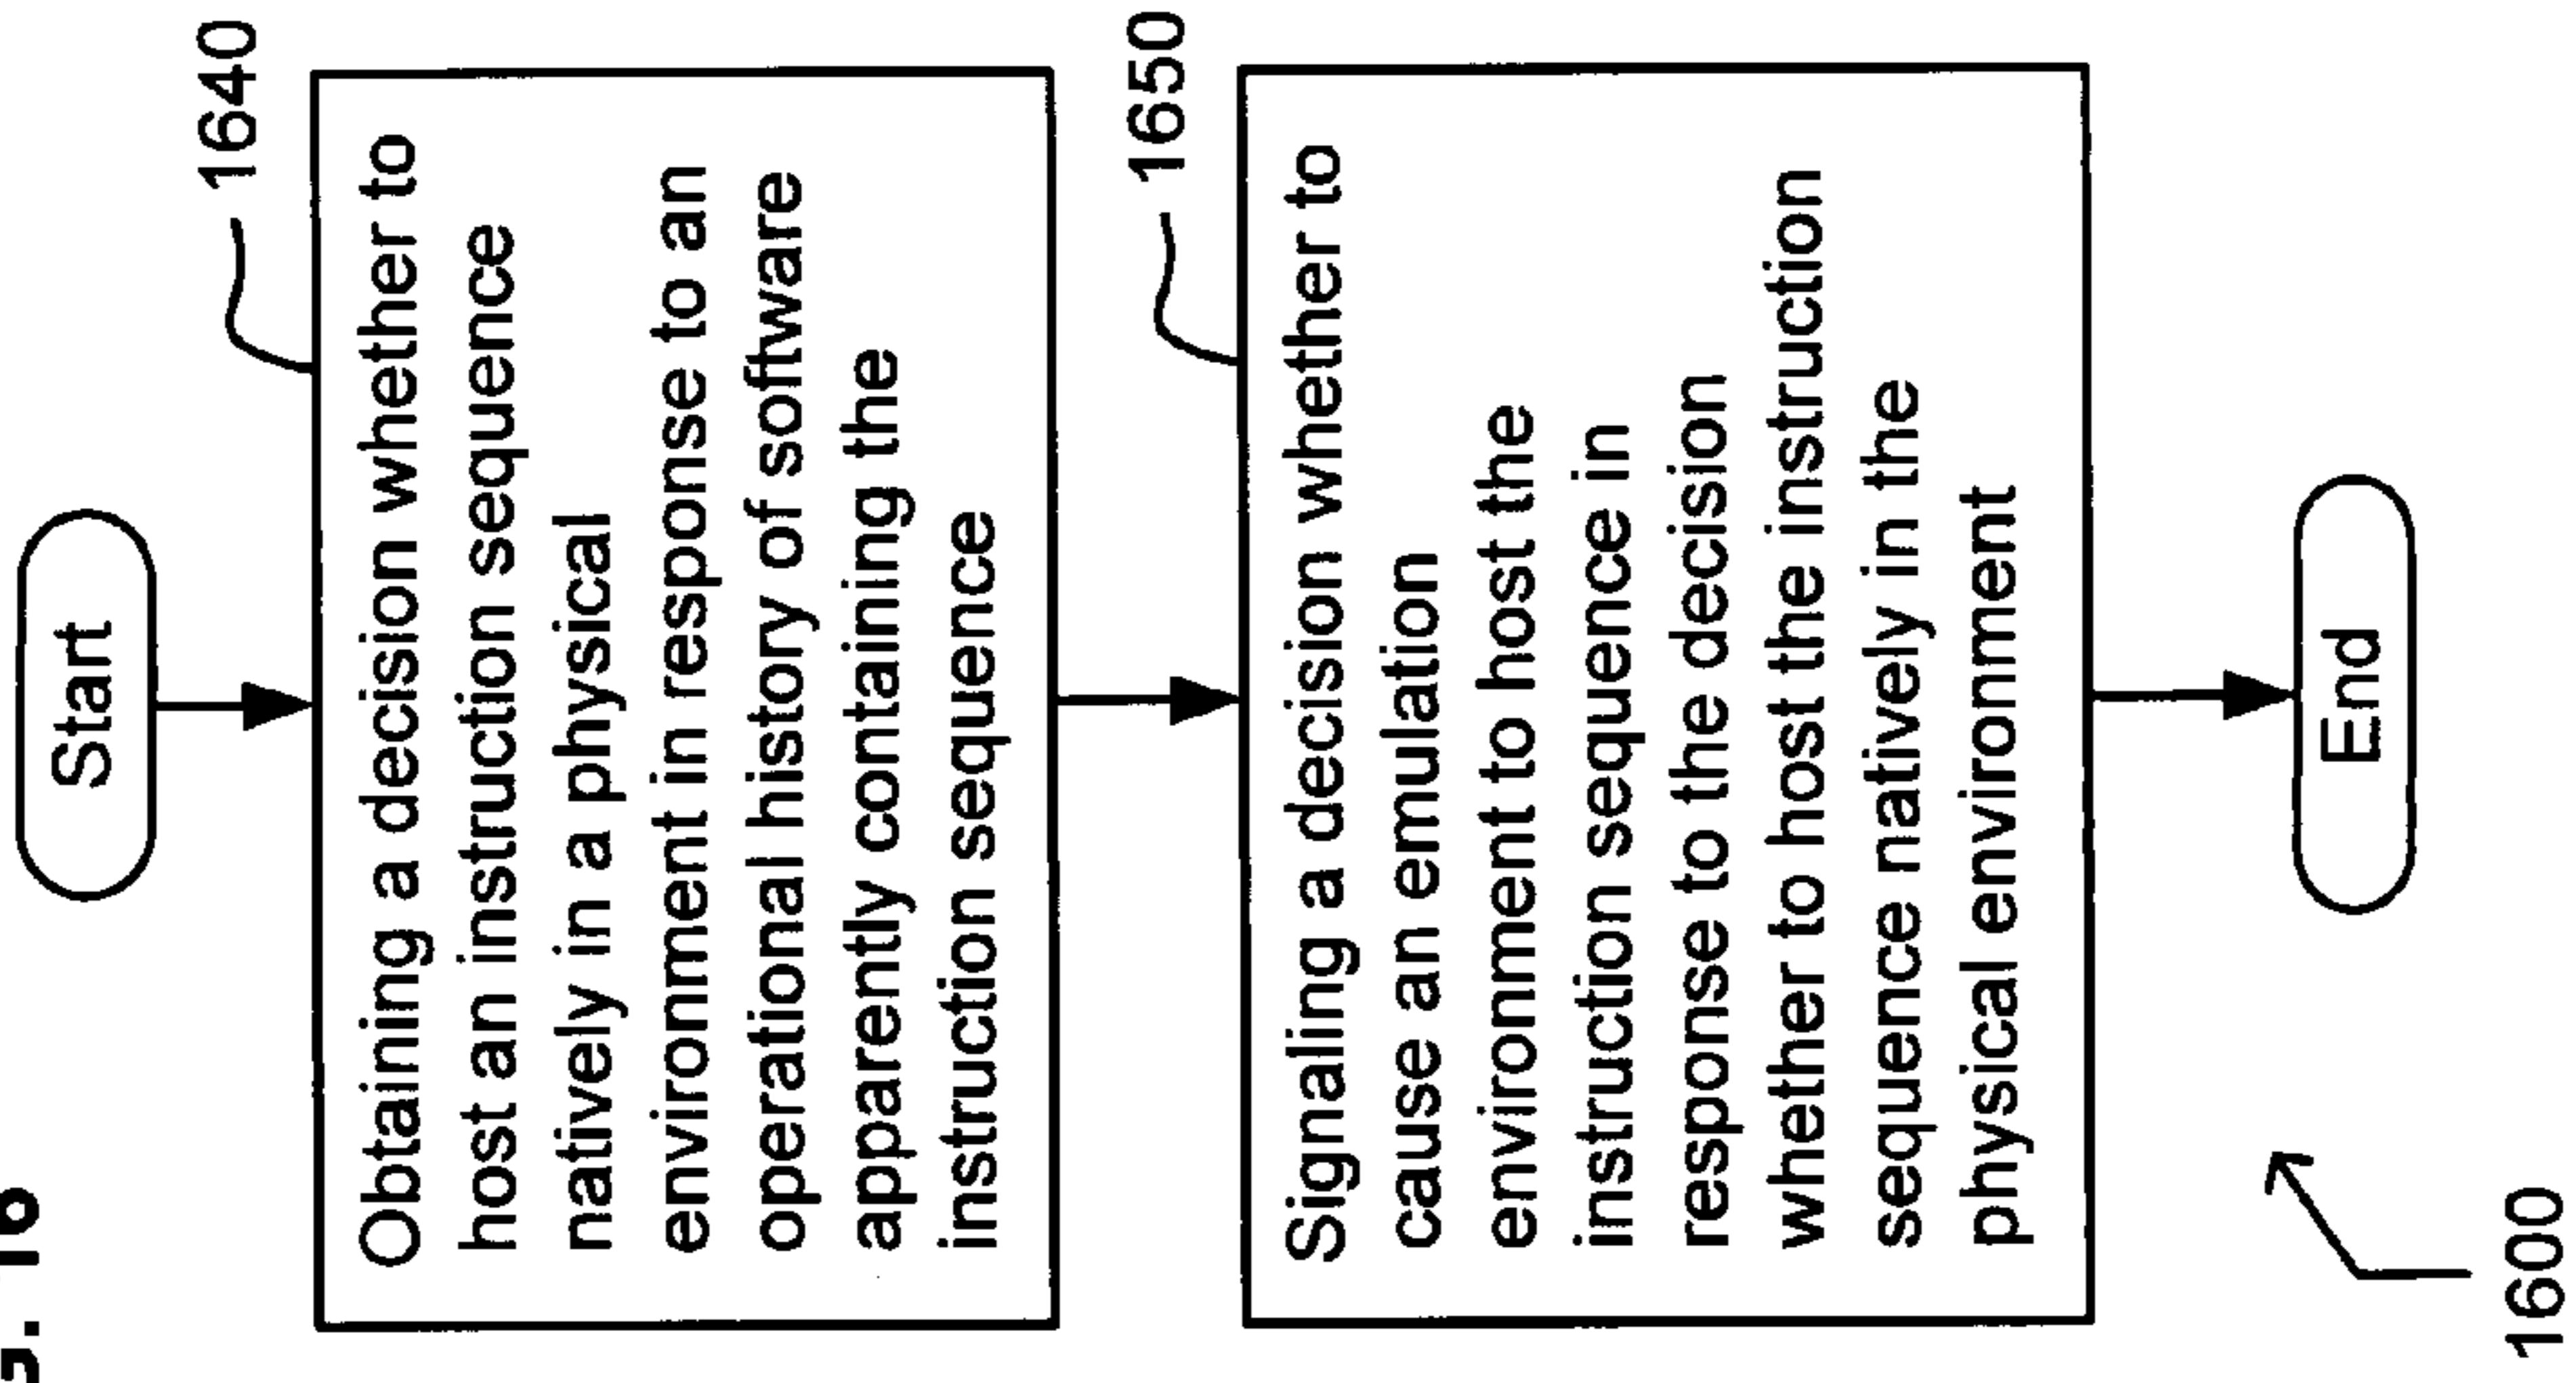 Start
1640
Obtaining a decision whether to
host an instruction sequence
natively in a physical
environment in response to an
operational history of software
apparently containing the
instruction sequence
1650
Signaling a decision whether to
cause an emulation
environment to host the
instruction sequence in
response to the decision
whether to host the instruction
sequence natively in the
physical environment
End
1600